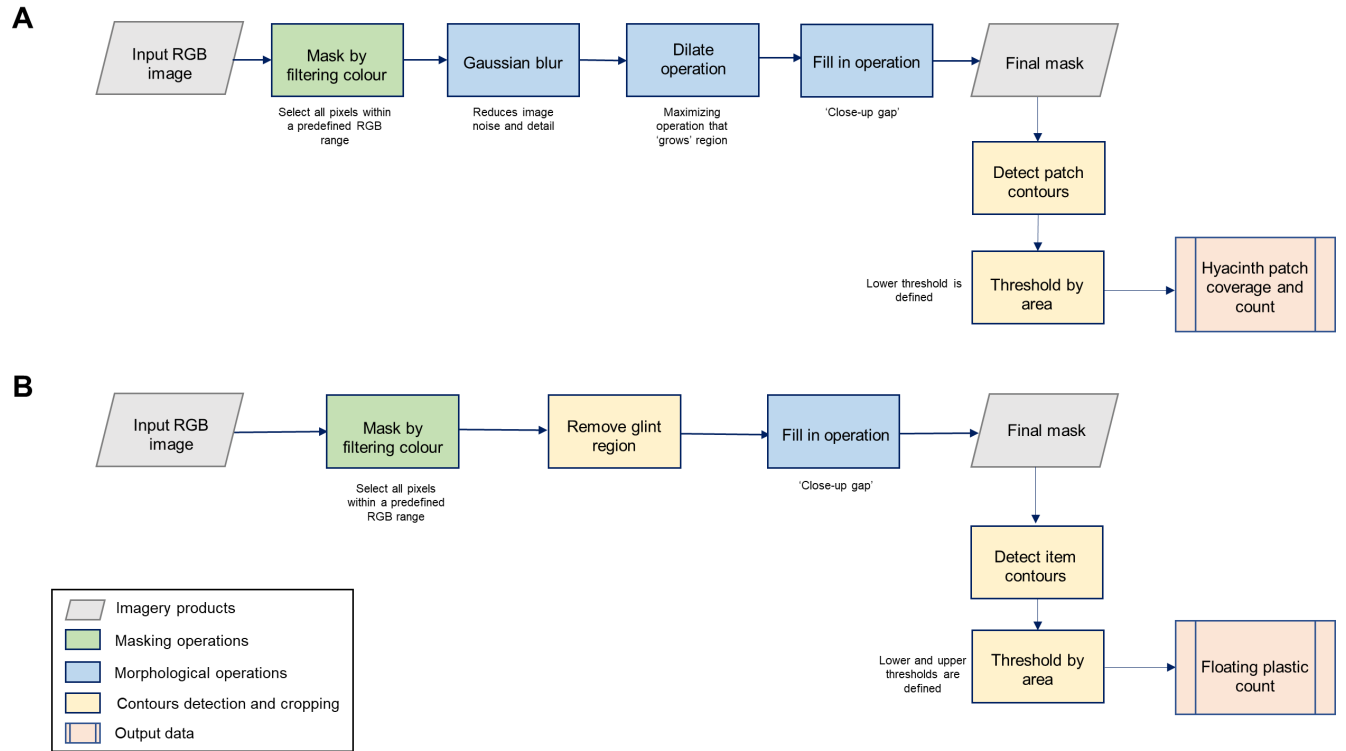 A
Input RGB
image
Mask by
filtering colour
Select all pixels within
a predefined RGB
range
Gaussian blur
Reduces image
noise and detail
Dilate
operation
Maximizing
operation that
'grows' region
Fill in operation
'Close-up gap'
Final mask
Detect patch
contours
Lower threshold is
defined
Threshold by
area
Hyacinth patch
coverage and
count
B
Input RGB
image
Mask by
filtering colour
Select all pixels
within a predefined
RGB range
Remove glint
region
Fill in operation
'Close-up gap'
Final mask
Detect item
contours
Lower and upper
thresholds are
defined
Threshold by
area
Floating plastic
count
Imagery products
Masking operations
Morphological operations
Contours detection and cropping
Output data